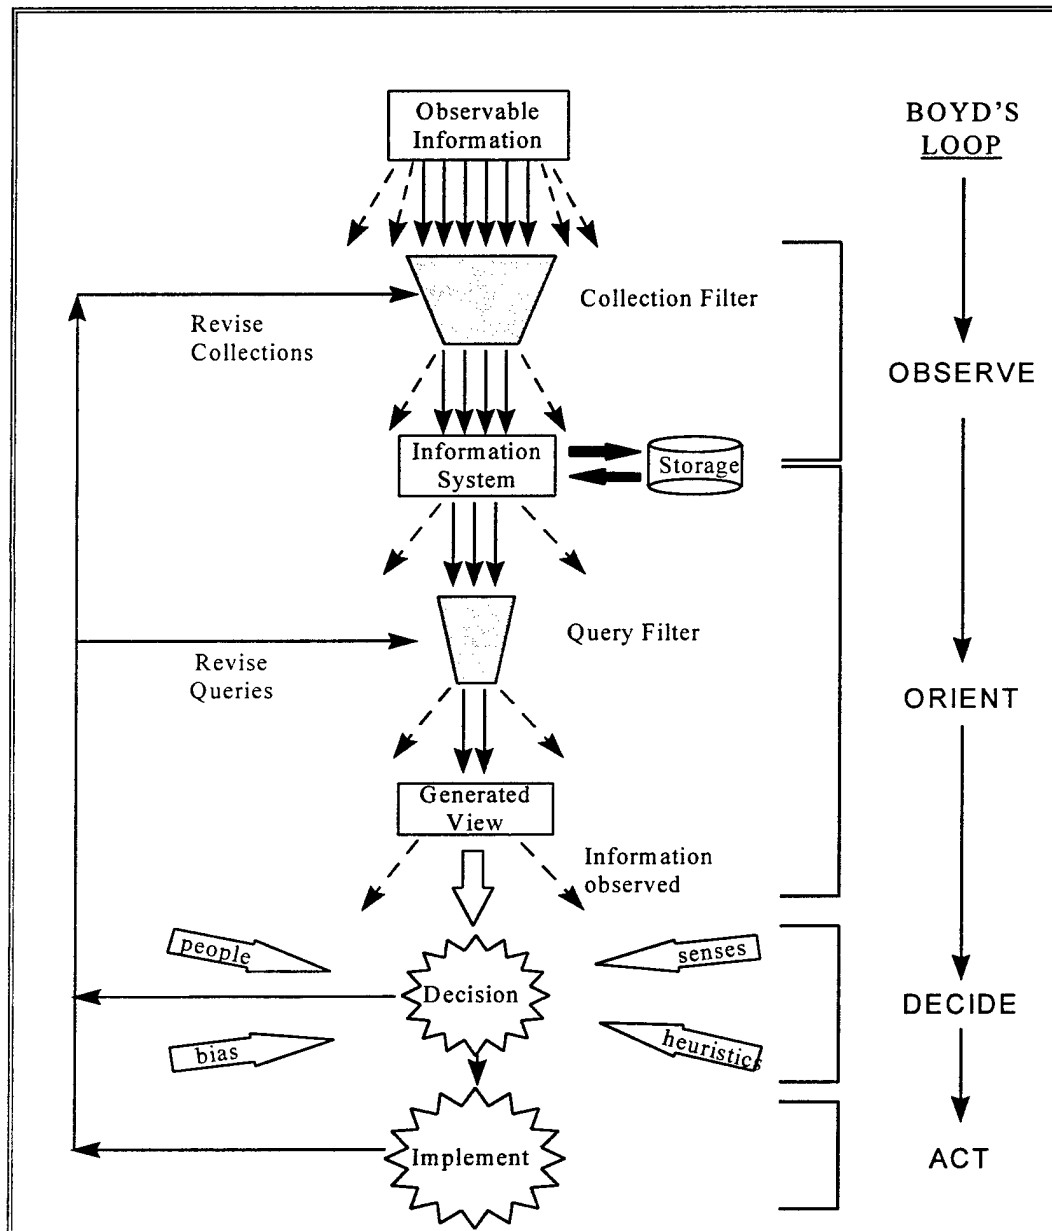 Observable
Information
BOYD'S
LOOP
Collection Filter
Revise
Collections
OBSERVE
Information
System
Storage
Query Filter
Revise
Queries
ORIENT
Generated
View
Information
observed
people
senses
Decision
DECIDE
bias
heuristics
Implement
ACT